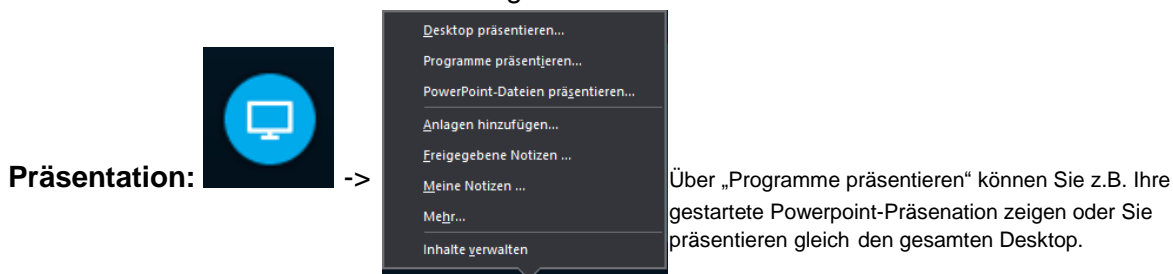 Desktop präsentieren...
Programme präsentieren...
PowerPoint-Dateien präsentieren...
Anlagen hinzufügen...
Freigegebene Notizen ...
Meine Notizen ...
Mehr...
Inhalte verwalten
Präsentation: ->
Über „Programme präsentieren“ können Sie z.B. Ihre
gestartete Powerpoint-Präsenation zeigen oder Sie
präsentieren gleich den gesamten Desktop.